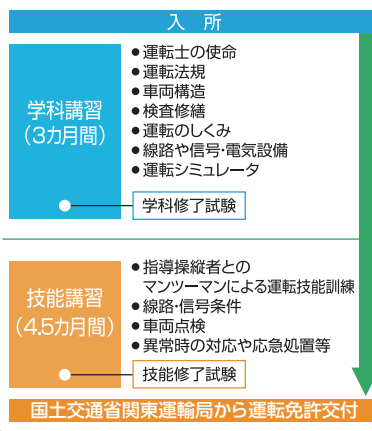 入所
学科講習
(3カ月間)
●運転士の使命
●運転法規
●車両構造
●検査修繕
●運転のしくみ
●線路や信号・電気設備
●運転シミュレータ
学科修了試験
技能講習
(4.5カ月間)
●指導操縦者との
マンツーマンによる運転技能訓練
●線路・信号条件
●車両点検
●異常時の対応や応急処置等
技能修了試験
国土交通省関東運輸局から運転免許交付